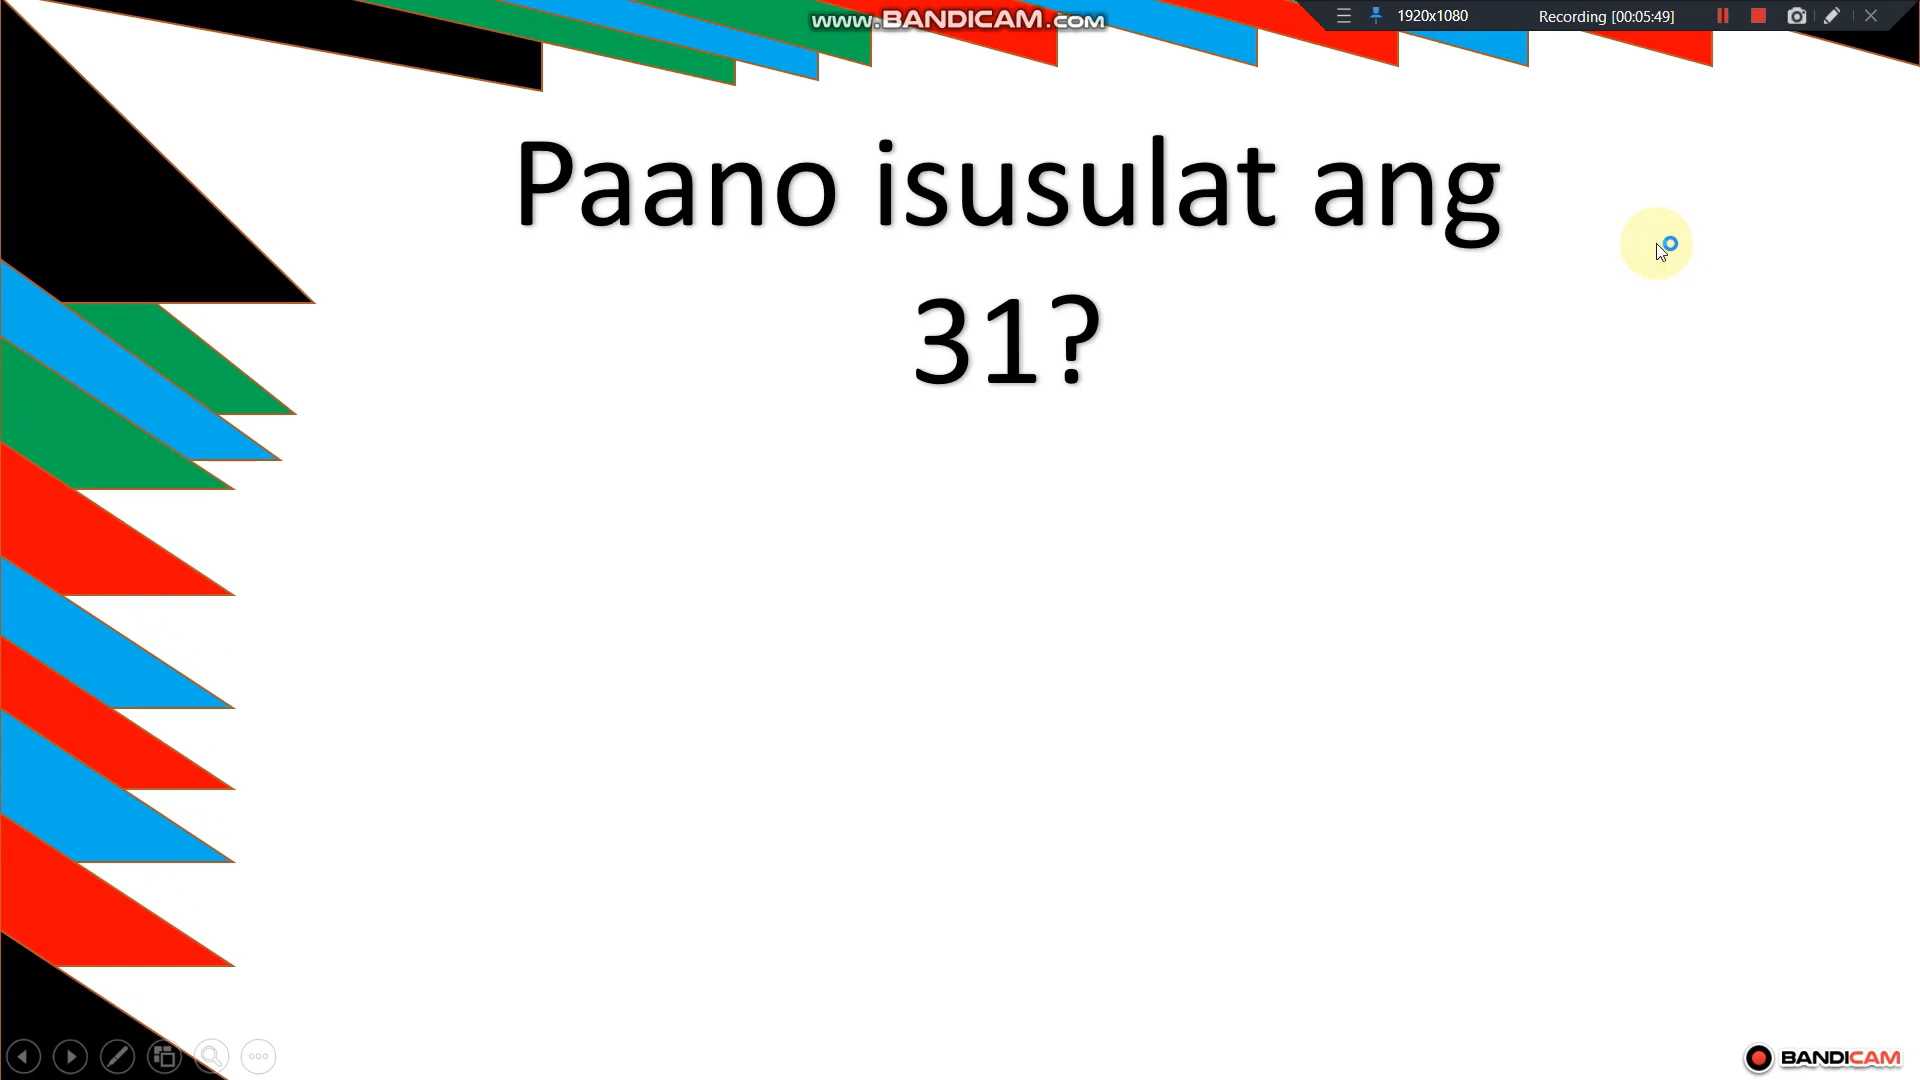 www.BANDICAM.com
1920x1080
Recording [00:05:49]
Paano isusulat ang
31?
BANDICAM